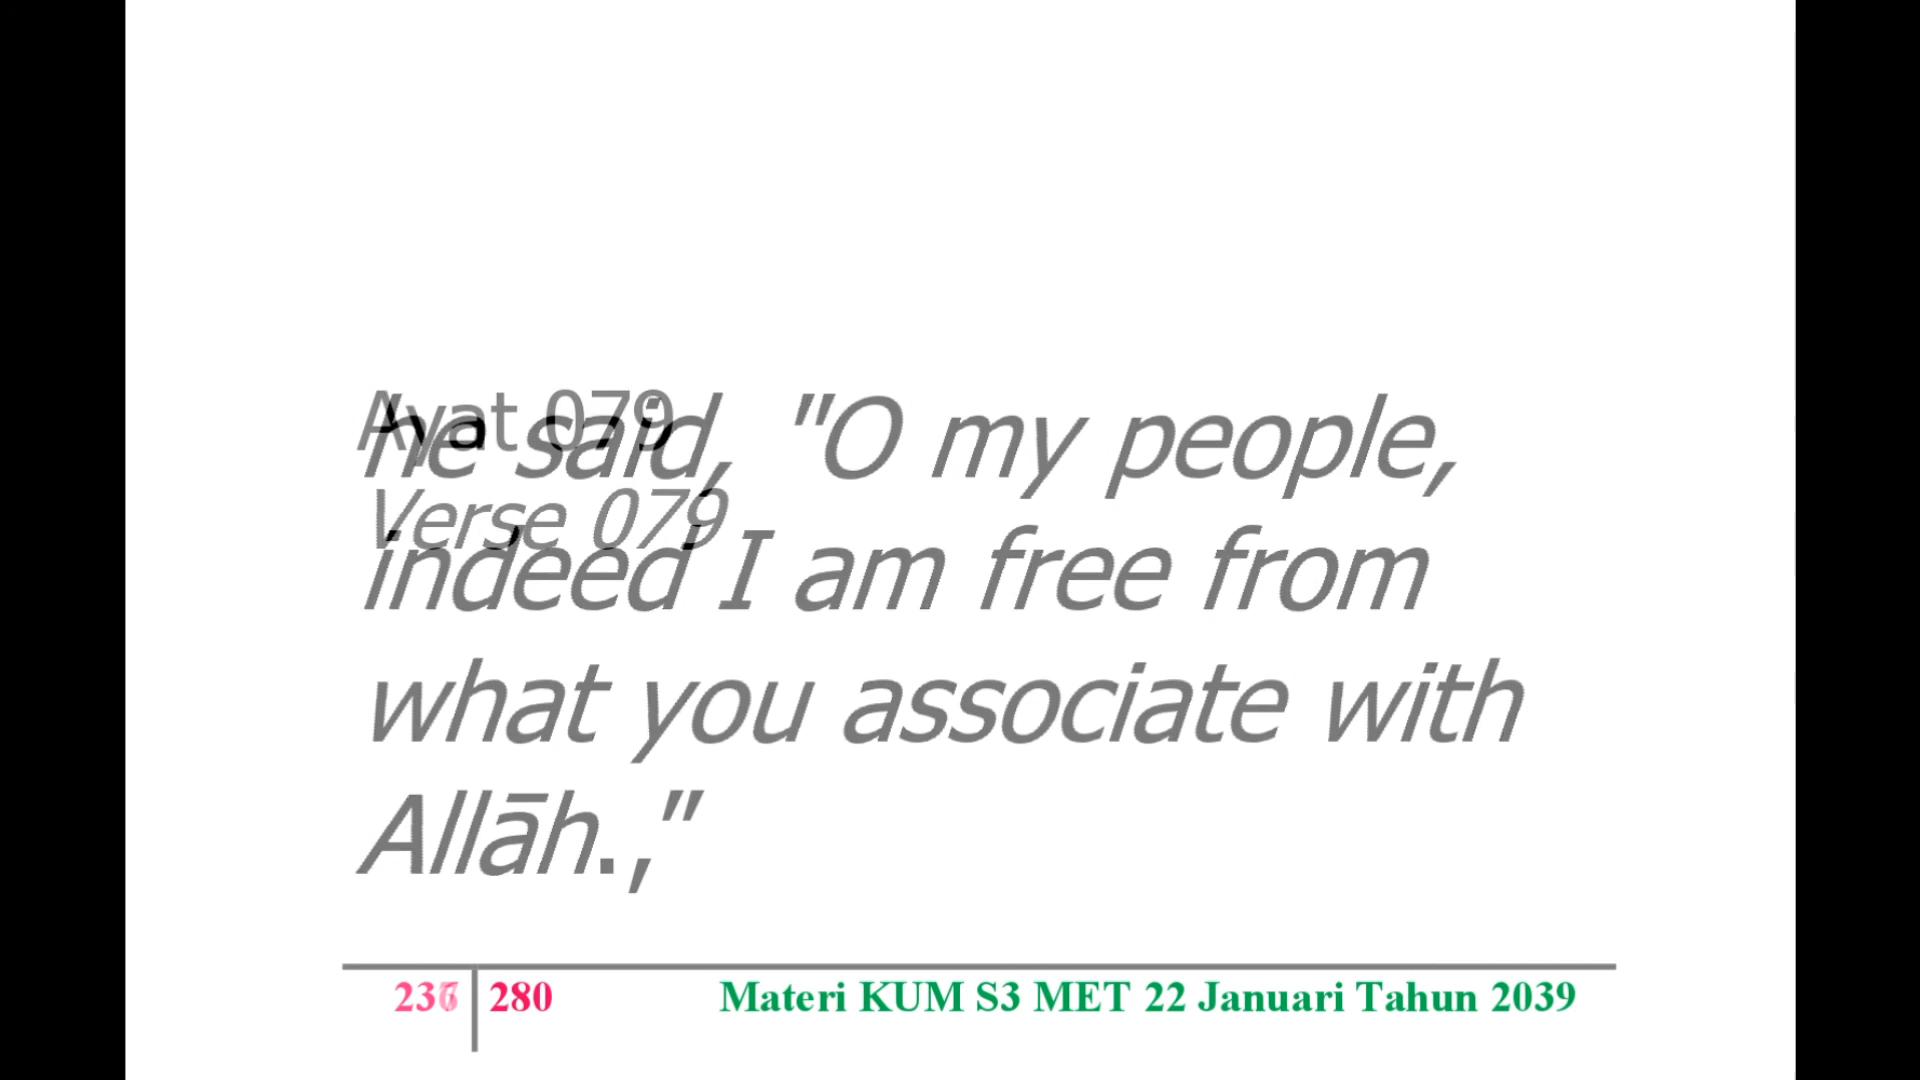 Ayat 079
he said, "O my people,
Verse 079
indeed I am free from
what you associate with
Allāh.,”
280
Materi KUM S3 MET 22 Januari Tahun 2039